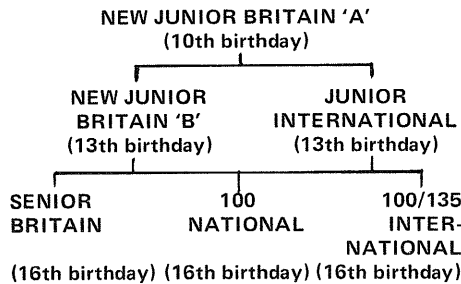 NEW JUNIOR BRITAIN ‘A’
(10th birthday)
NEW JUNIOR
BRITAIN ‘B’
(13th birthday)
JUNIOR
INTERNATIONAL
(13th birthday)
SENIOR
BRITAIN
(16th birthday)
100
NATIONAL
(16th birthday)
100/135
INTER-
NATIONAL
(16th birthday)